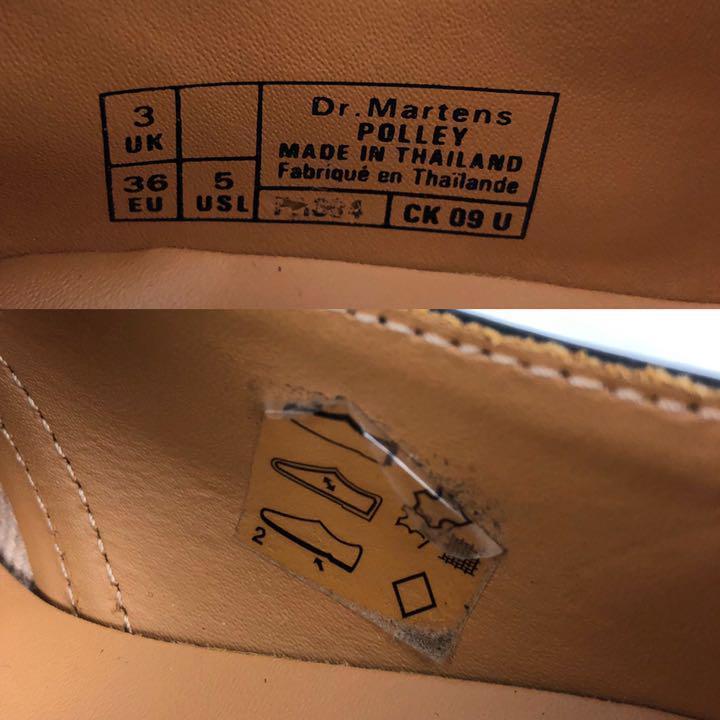 3
UK
36
EU
5
USL
Dr.Martens
POLLEY
MADE IN THAILAND
Fabriqué en Thaïlande
CK 09 U
2